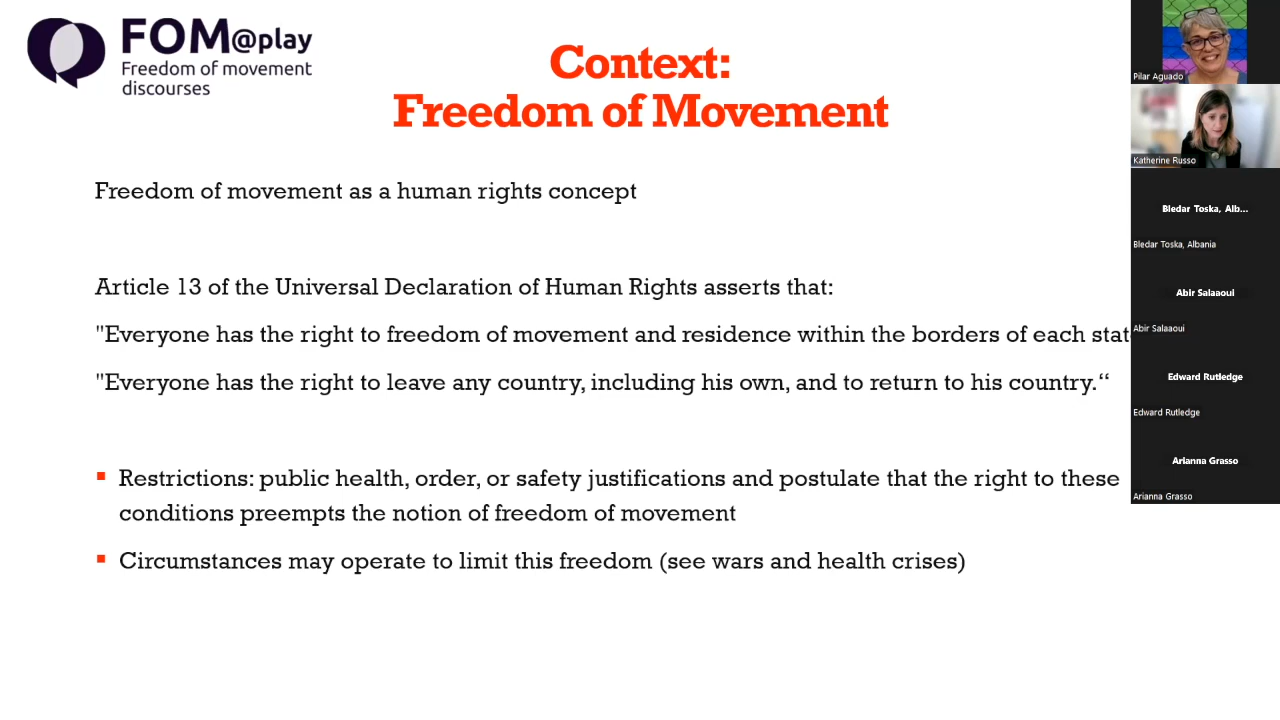 FOM@play
Freedom of movement
discourses
Context:
Freedom of Movement
Freedom of movement as a human rights concept
Article 13 of the Universal Declaration of Human Rights asserts that:
"Everyone has the right to freedom of movement and residence within the borders of each stat
"Everyone has the right to leave any country, including his own, and to return to his country.“
▪ Restrictions: public health, order, or safety justifications and postulate that the right to these
conditions preempts the notion of freedom of movement
▪ Circumstances may operate to limit this freedom (see wars and health crises)
Pilar Aguado
Katherine Russo
Bledar Toska, Alb...
Bledar Toska, Albania
Abir Salaaoui
Abir Salaaoui
Edward Rutledge
Edward Rutledge
Arianna Grasso
Arianna Grasso